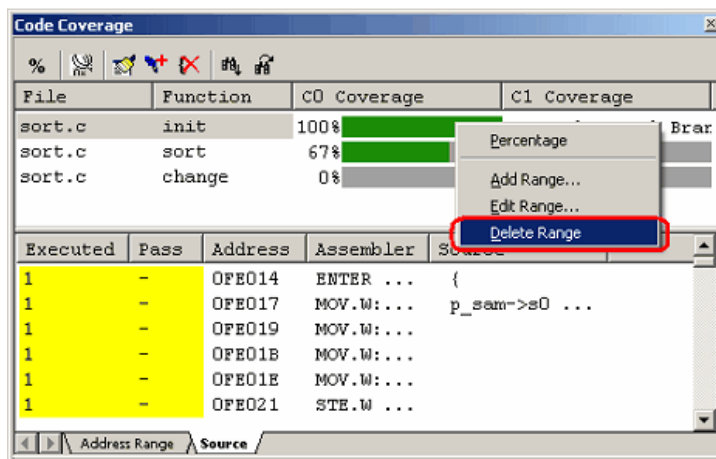 Code Coverage
%
File Function C0 Coverage C1 Coverage
sort.c init 100% Bran
sort.c sort 67%
sort.c change 0%
Percentage
Add Range...
Edit Range...
Delete Range
Executed Pass Address Assembler Source
1 - 0FE014 ENTER ... {
1 - 0FE017 MOV.W:... p_sam->s0 ...
1 - 0FE019 MOV.W:...
1 - 0FE01B MOV.W:...
1 - 0FE01E MOV.W:...
1 - 0FE021 STE.W ...
Address Range Source